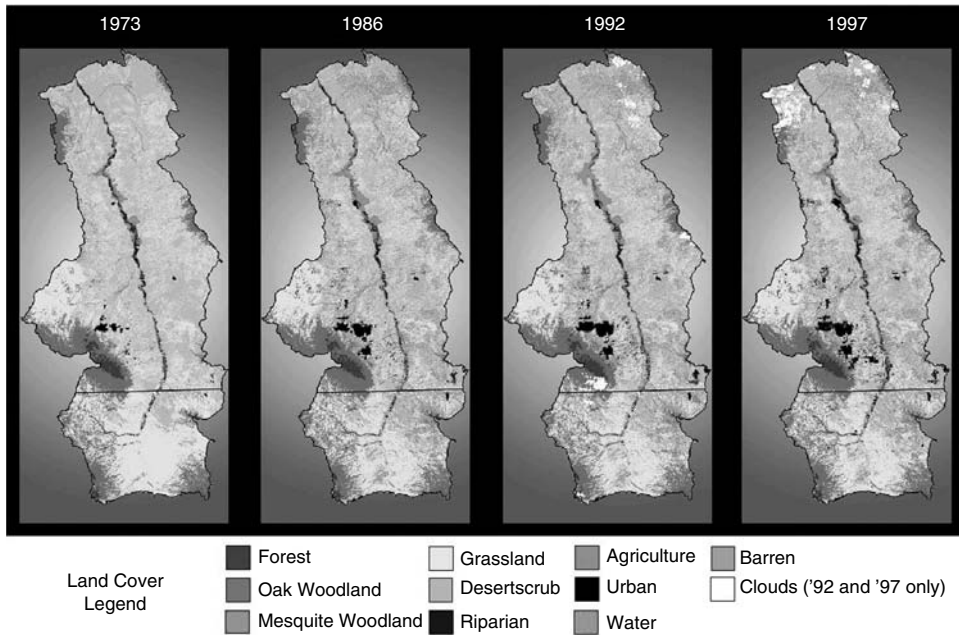 1973 1986 1992 1997
Land Cover
Legend
Forest
Oak Woodland
Mesquite Woodland
Grassland
Desertscrub
Riparian
Agriculture
Urban
Water
Barren
Clouds ('92 and '97 only)